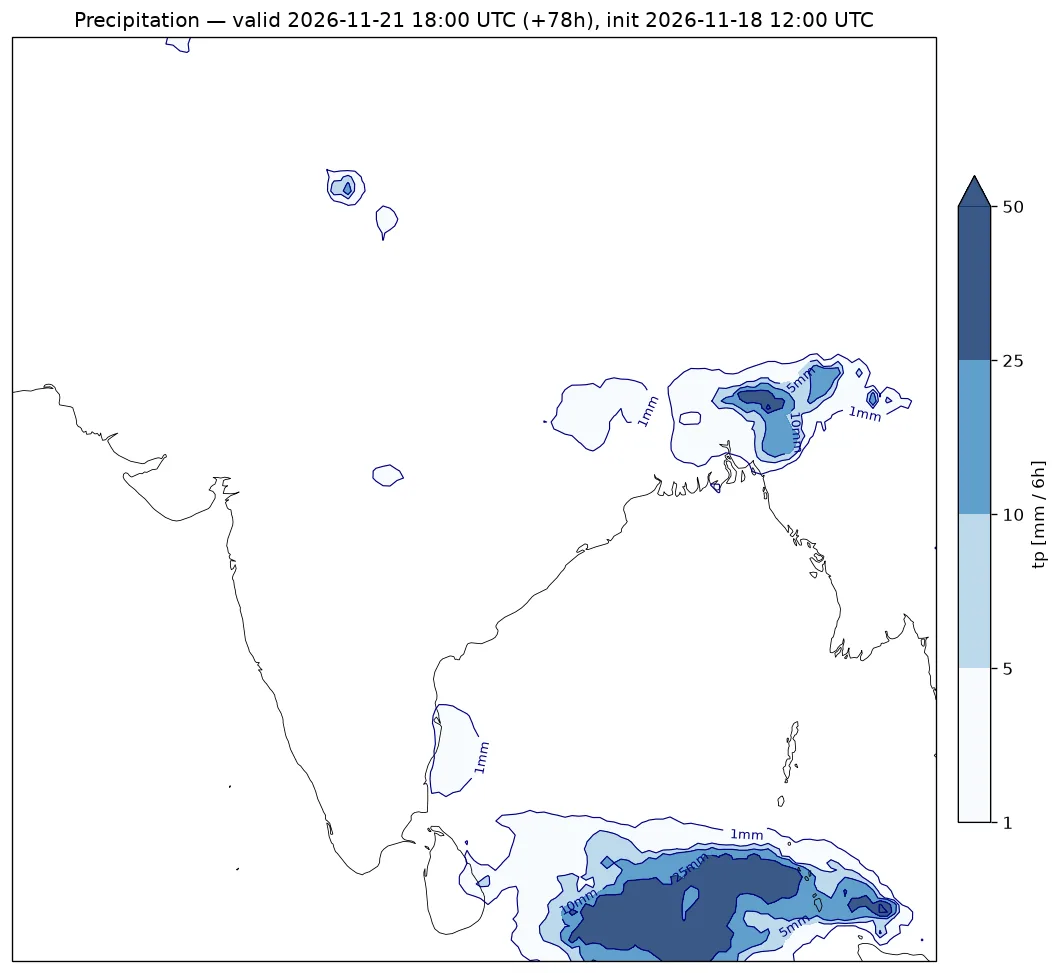 Precipitation — valid 2026-11-21 18:00 UTC (+78h), init 2026-11-18 12:00 UTC
50
25
10
5
1
tp [mm / 6h]
5mm
1mm
1mm
10mm
1mm
1mm
25mm
10mm
5mm